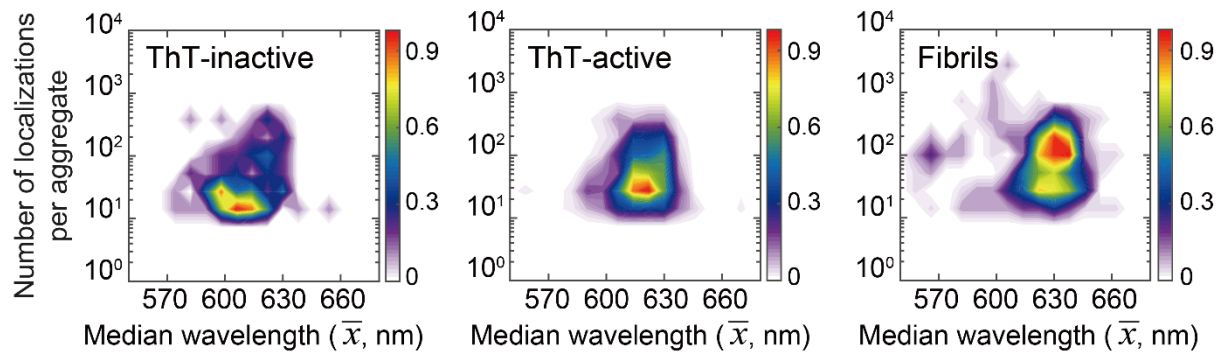 Number of localizations
per aggregate
10⁴
10³
10²
10¹
10⁰
ThT-inactive
570 600 630 660
Median wavelength (x̅, nm)
0.9
0.6
0.3
0
10⁴
10³
10²
10¹
10⁰
ThT-active
570 600 630 660
Median wavelength (x̅, nm)
0.9
0.6
0.3
0
10⁴
10³
10²
10¹
10⁰
Fibrils
570 600 630 660
Median wavelength (x̅, nm)
0.9
0.6
0.3
0